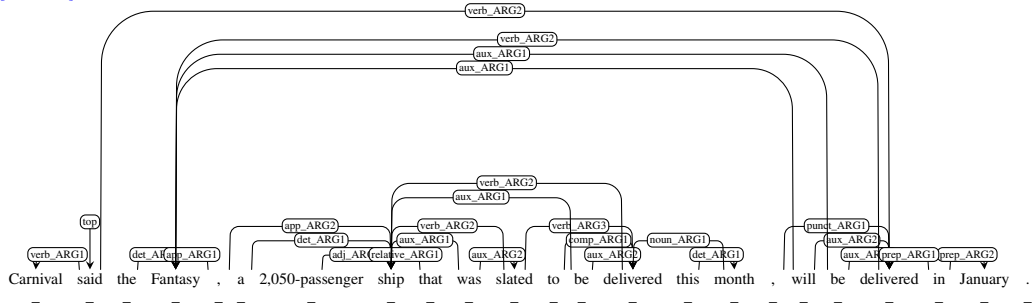 verb_ARG2
verb_ARG2
aux_ARG1
aux_ARG1
verb_ARG2
aux_ARG1
top app_ARG2 verb_ARG2 verb_ARG3 punct_ARG1
det_ARG1 aux_ARG1 comp_ARG1 noun_ARG1 aux_ARG2
verb_ARG1 app_ARG1 relative_ARG1 aux_ARG2 aux_ARG2 det_ARG1 prep_ARG1 prep_ARG2
Carnival said the Fantasy , a 2,050-passenger ship that was slated to be delivered this month , will be delivered in January .